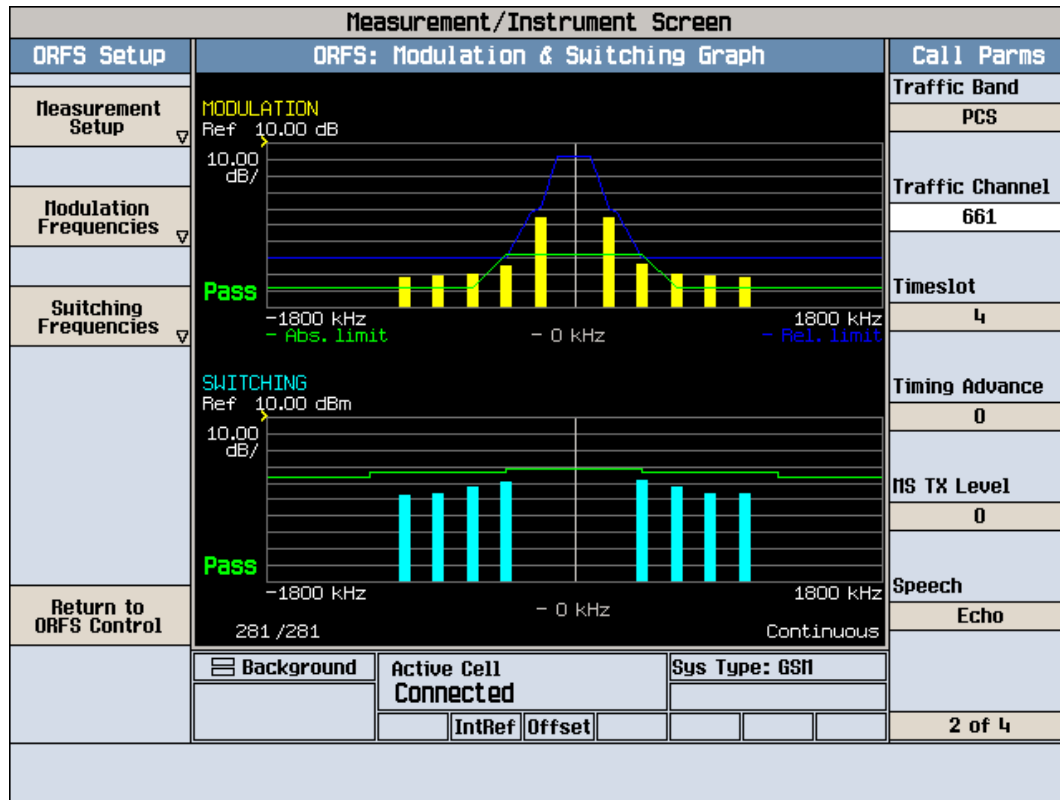 Measurement/Instrument Screen
ORFS Setup
Measurement
Setup
Modulation
Frequencies
Switching
Frequencies
Return to
ORFS Control
ORFS: Modulation & Switching Graph
MODULATION
Ref 10.00 dB
10.00
dB/
Pass
-1800 kHz
1800 kHz
- Abs. limit
- 0 kHz
- Rel. limit
SWITCHING
Ref 10.00 dBm
10.00
dB/
Pass
-1800 kHz
1800 kHz
- 0 kHz
281/281
Continuous
Background
Active Cell
Connected
Sys Type: GSM
IntRef
Offset
Call Parms
Traffic Band
PCS
Traffic Channel
661
Timeslot
4
Timing Advance
0
MS TX Level
0
Speech
Echo
2 of 4